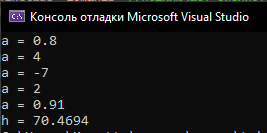 Консоль отладки Microsoft Visual Studio
a = 0.8
a = 4
a = -7
a = 2
a = 0.91
h = 70.4694